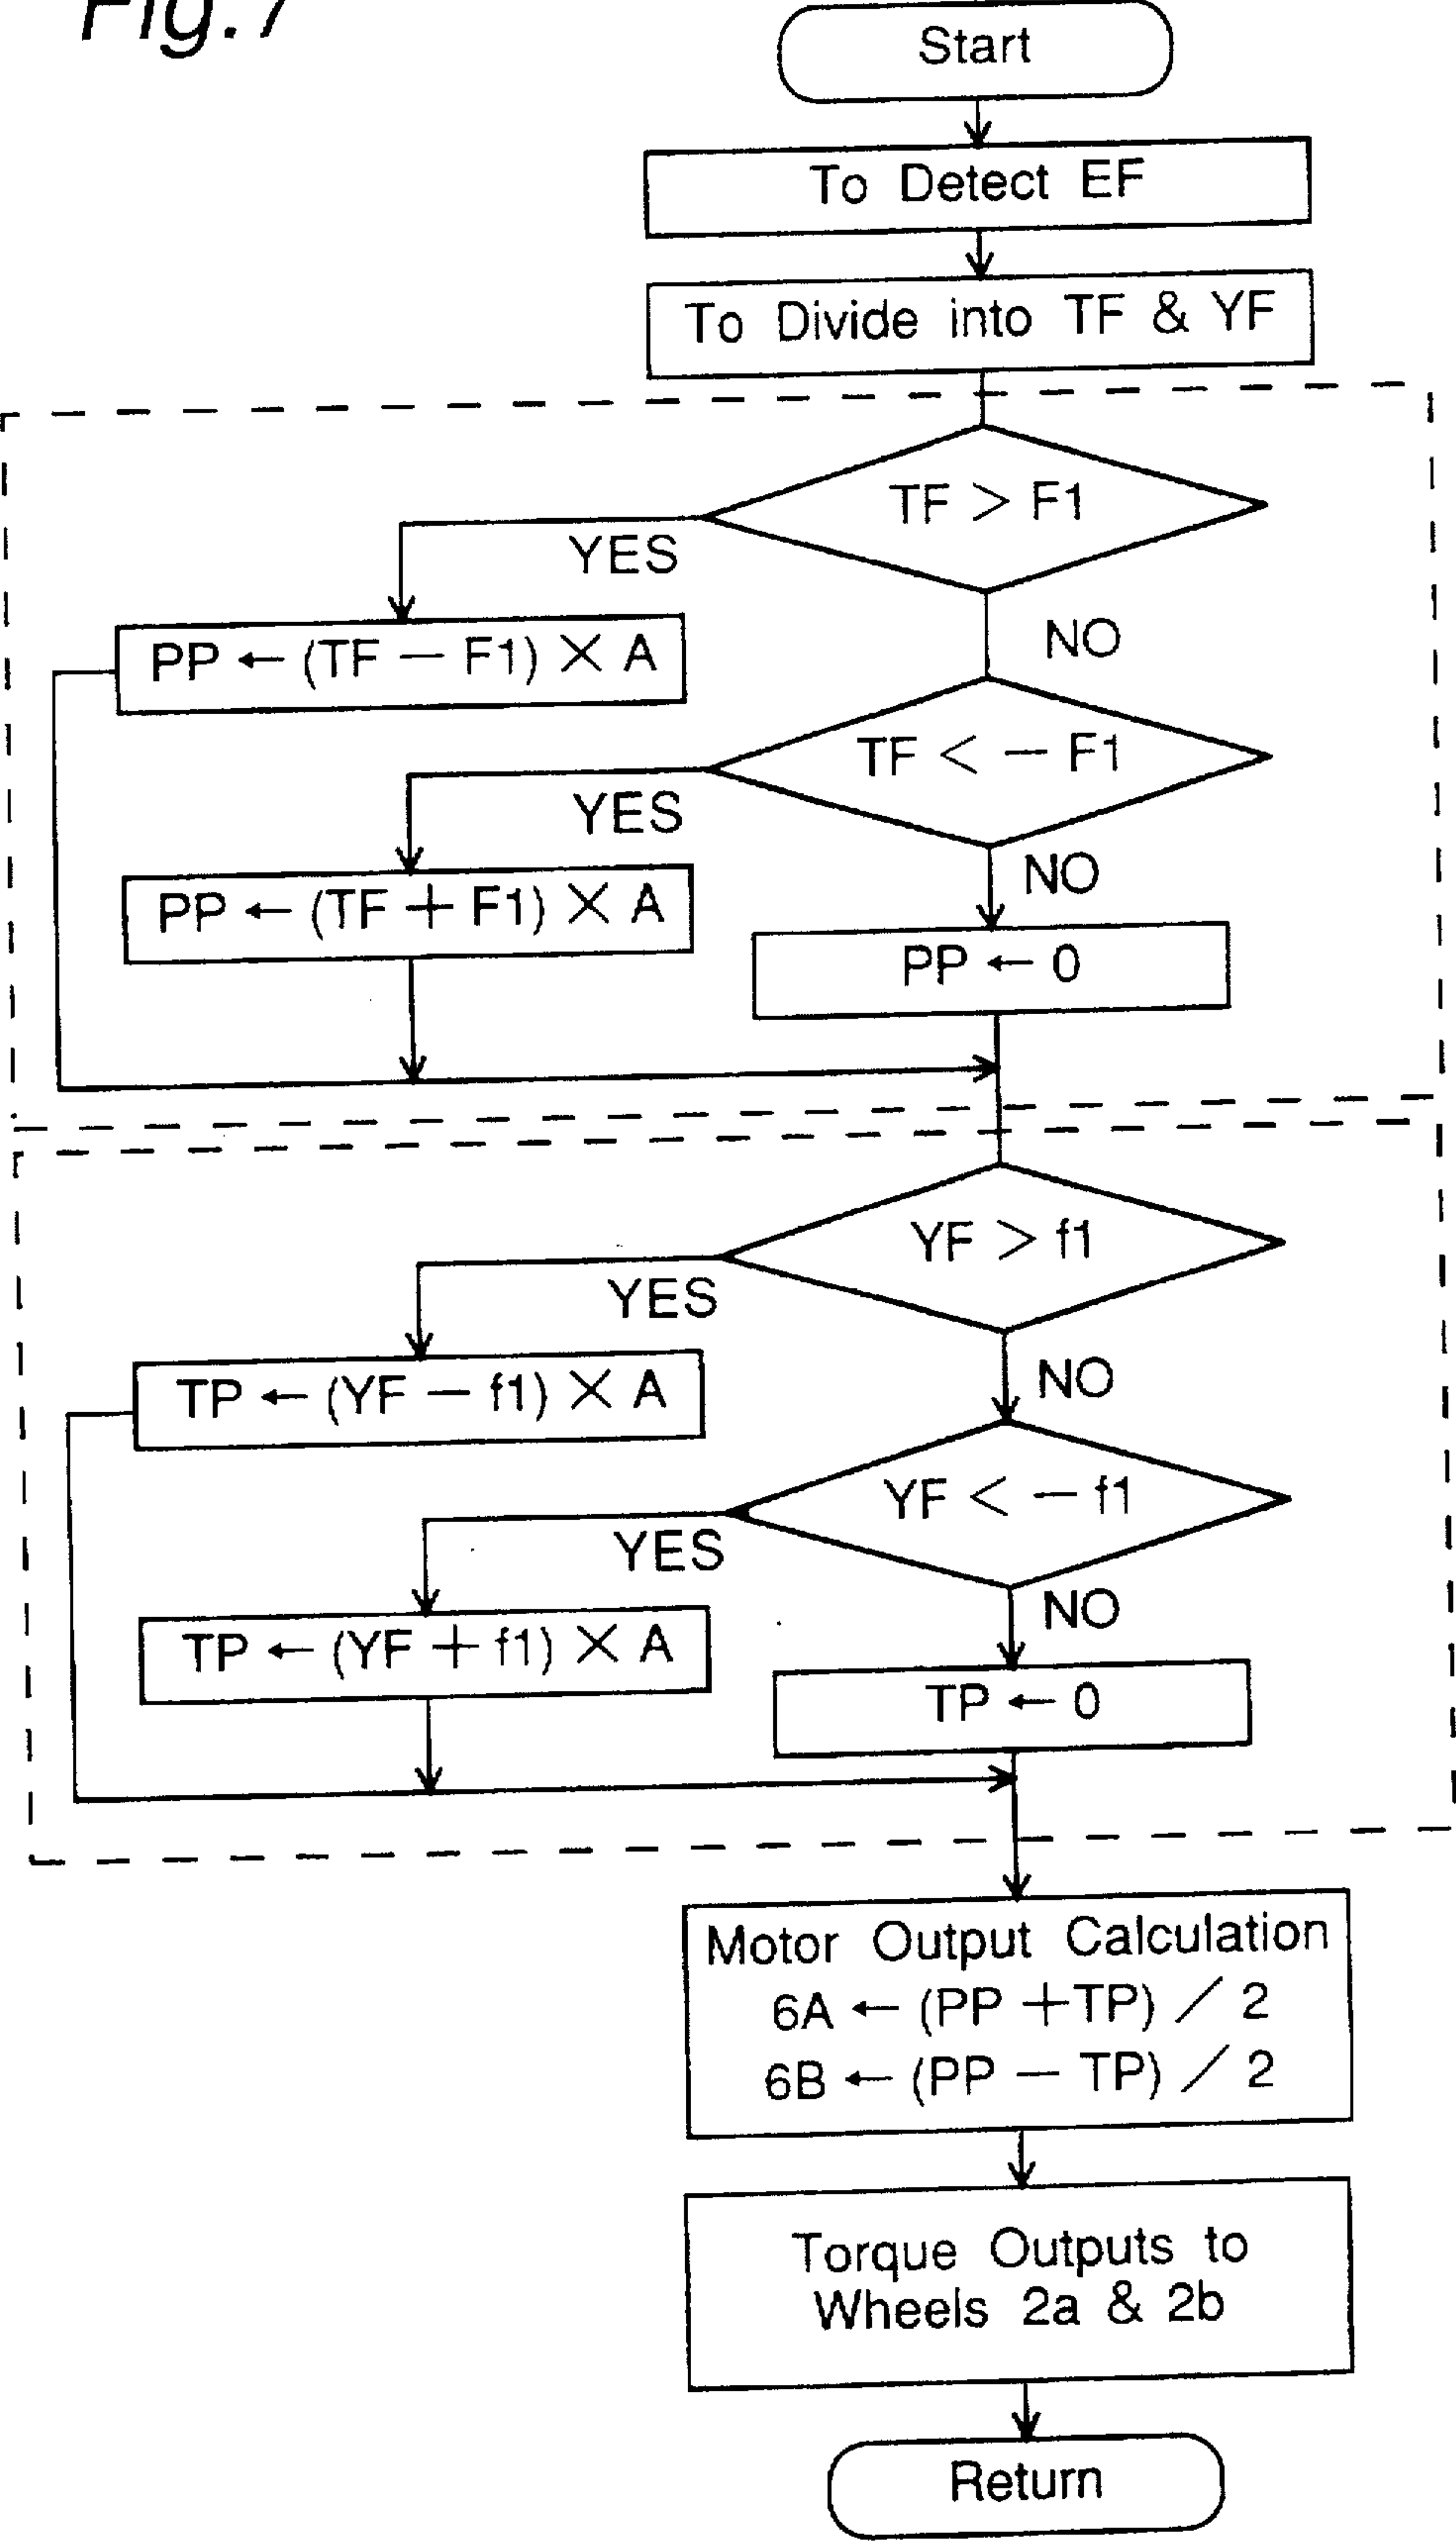 Fig.7
Start
To Detect EF
To Divide into TF & YF
TF > F1
YES
NO
PP ← (TF − F1) × A
TF < − F1
YES
NO
PP ← (TF + F1) × A
PP ← 0
YF > f1
YES
NO
TP ← (YF − f1) × A
YF < − f1
YES
NO
TP ← (YF + f1) × A
TP ← 0
Motor Output Calculation
6A ← (PP +TP) / 2
6B ← (PP − TP) / 2
Torque Outputs to
Wheels 2a & 2b
Return